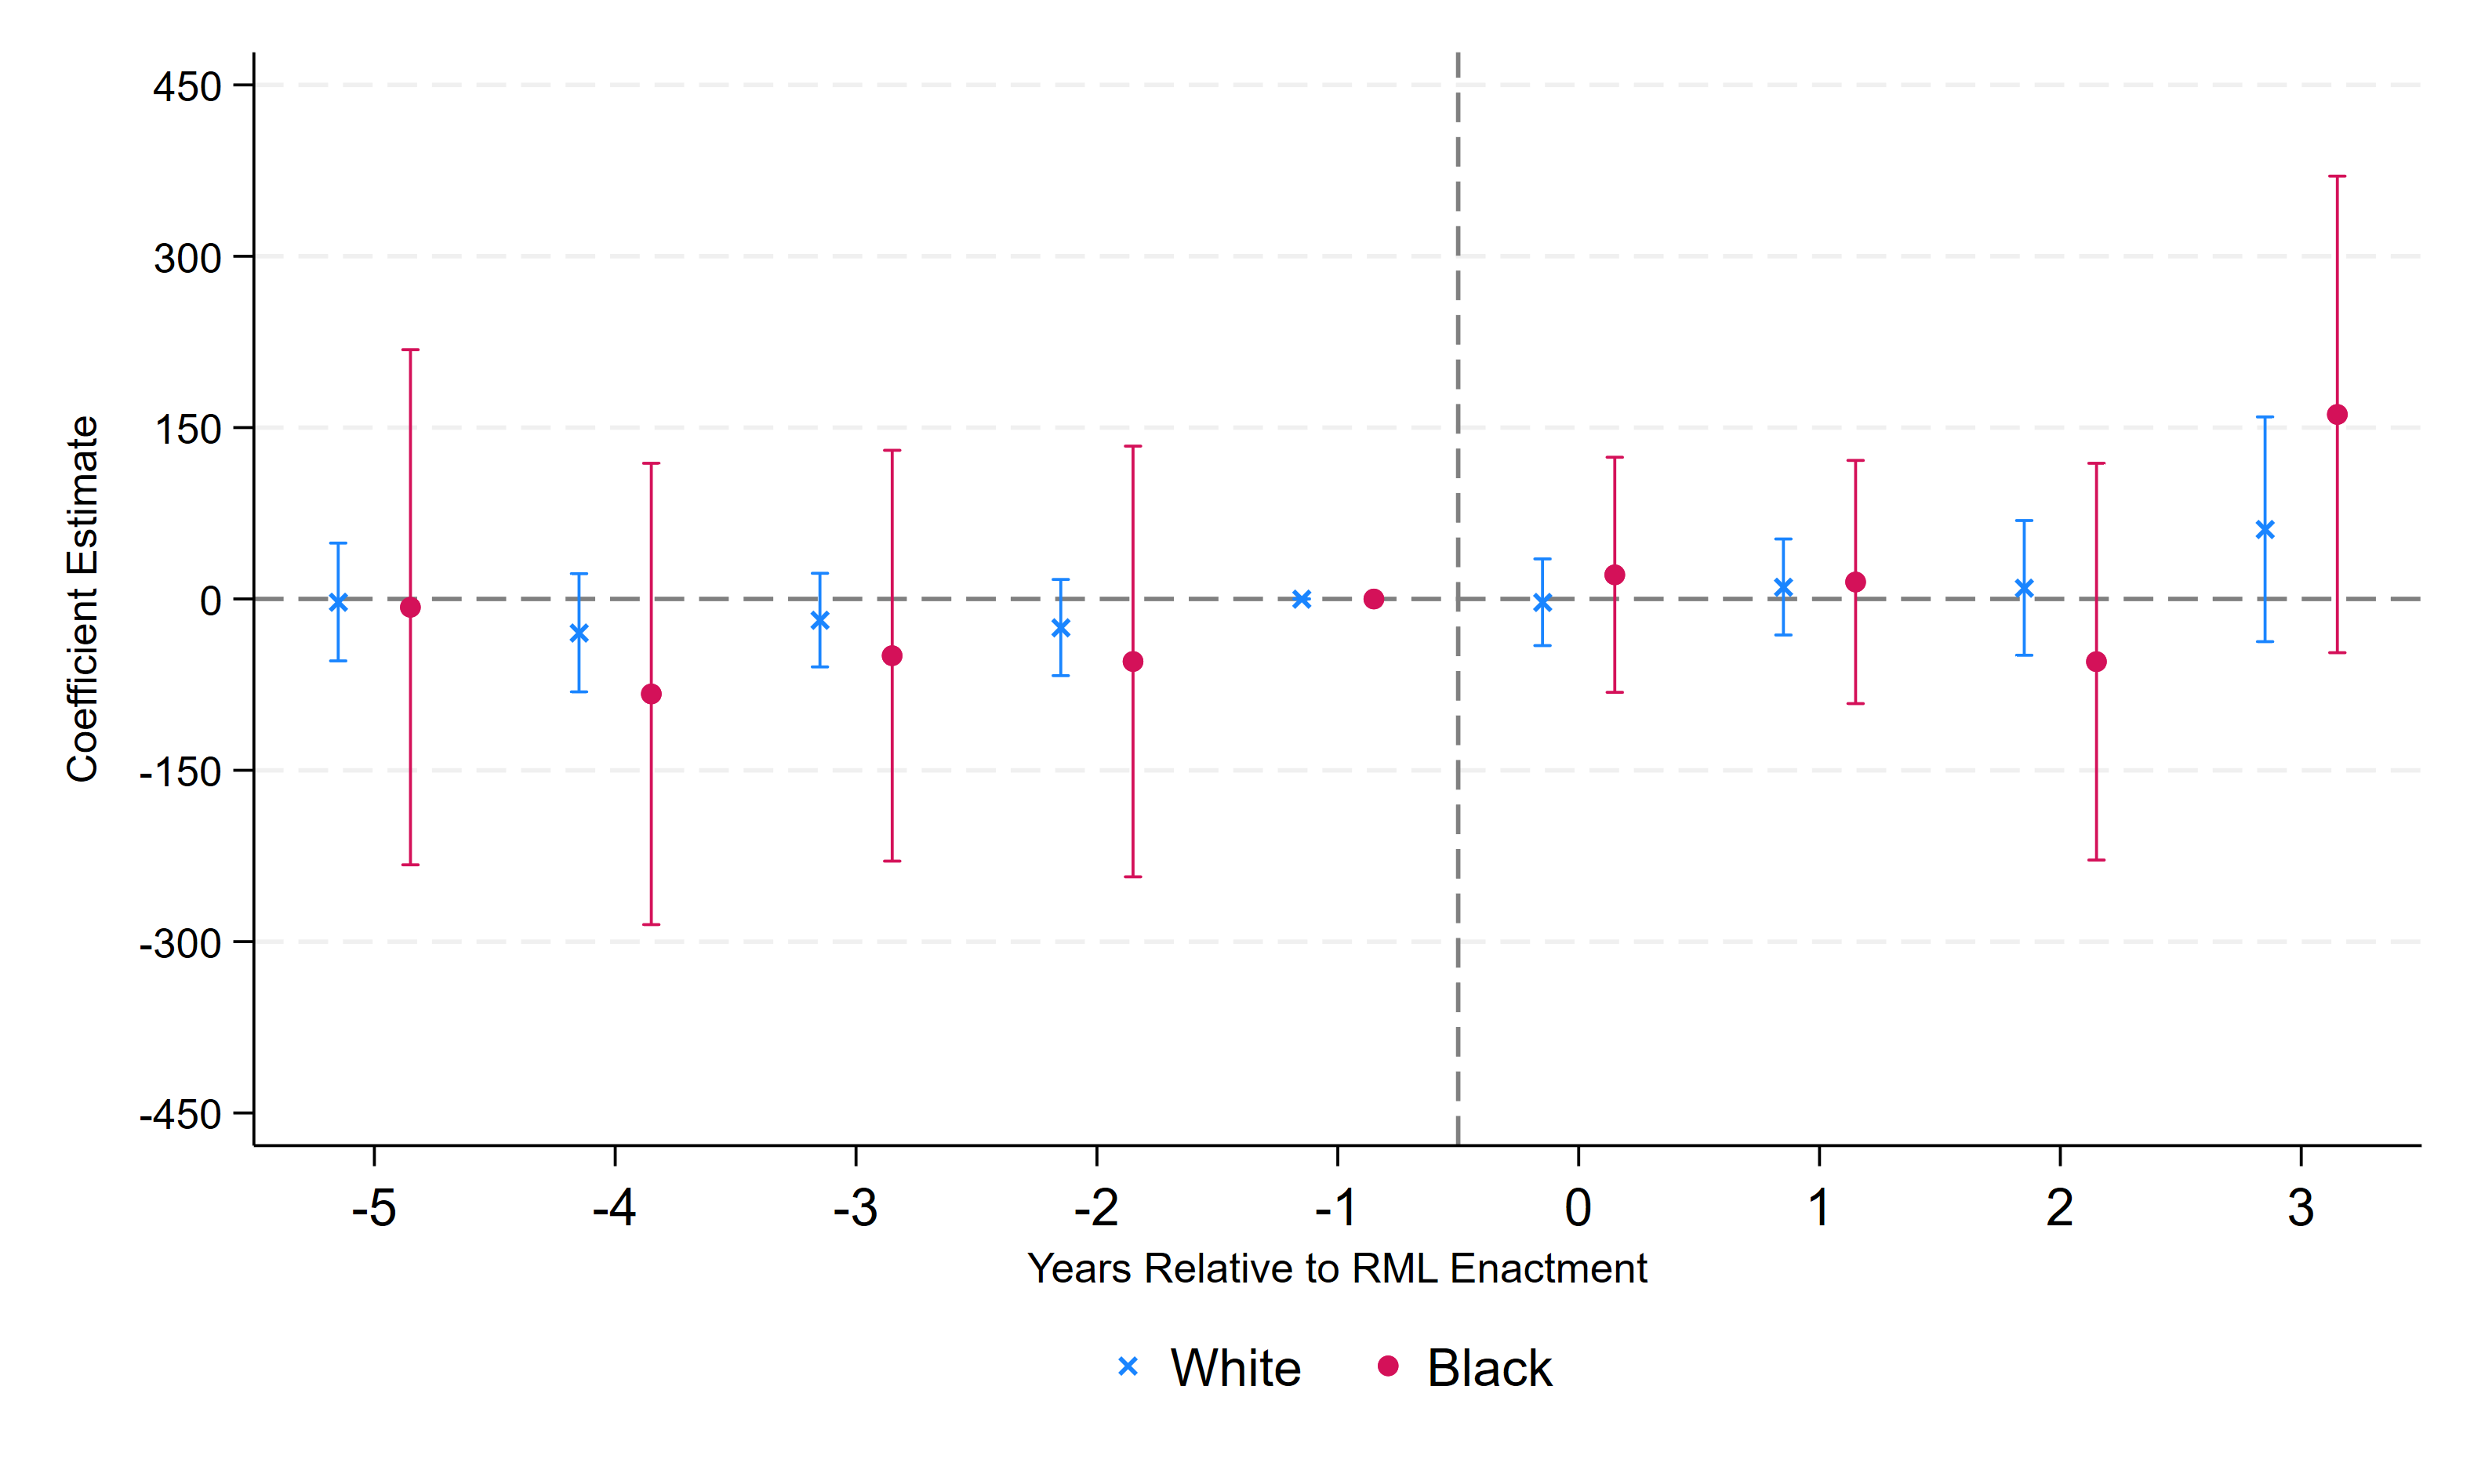 450
300
150
0
-150
-300
-450
Coefficient Estimate
-5 -4 -3 -2 -1 0 1 2 3
Years Relative to RML Enactment
White Black